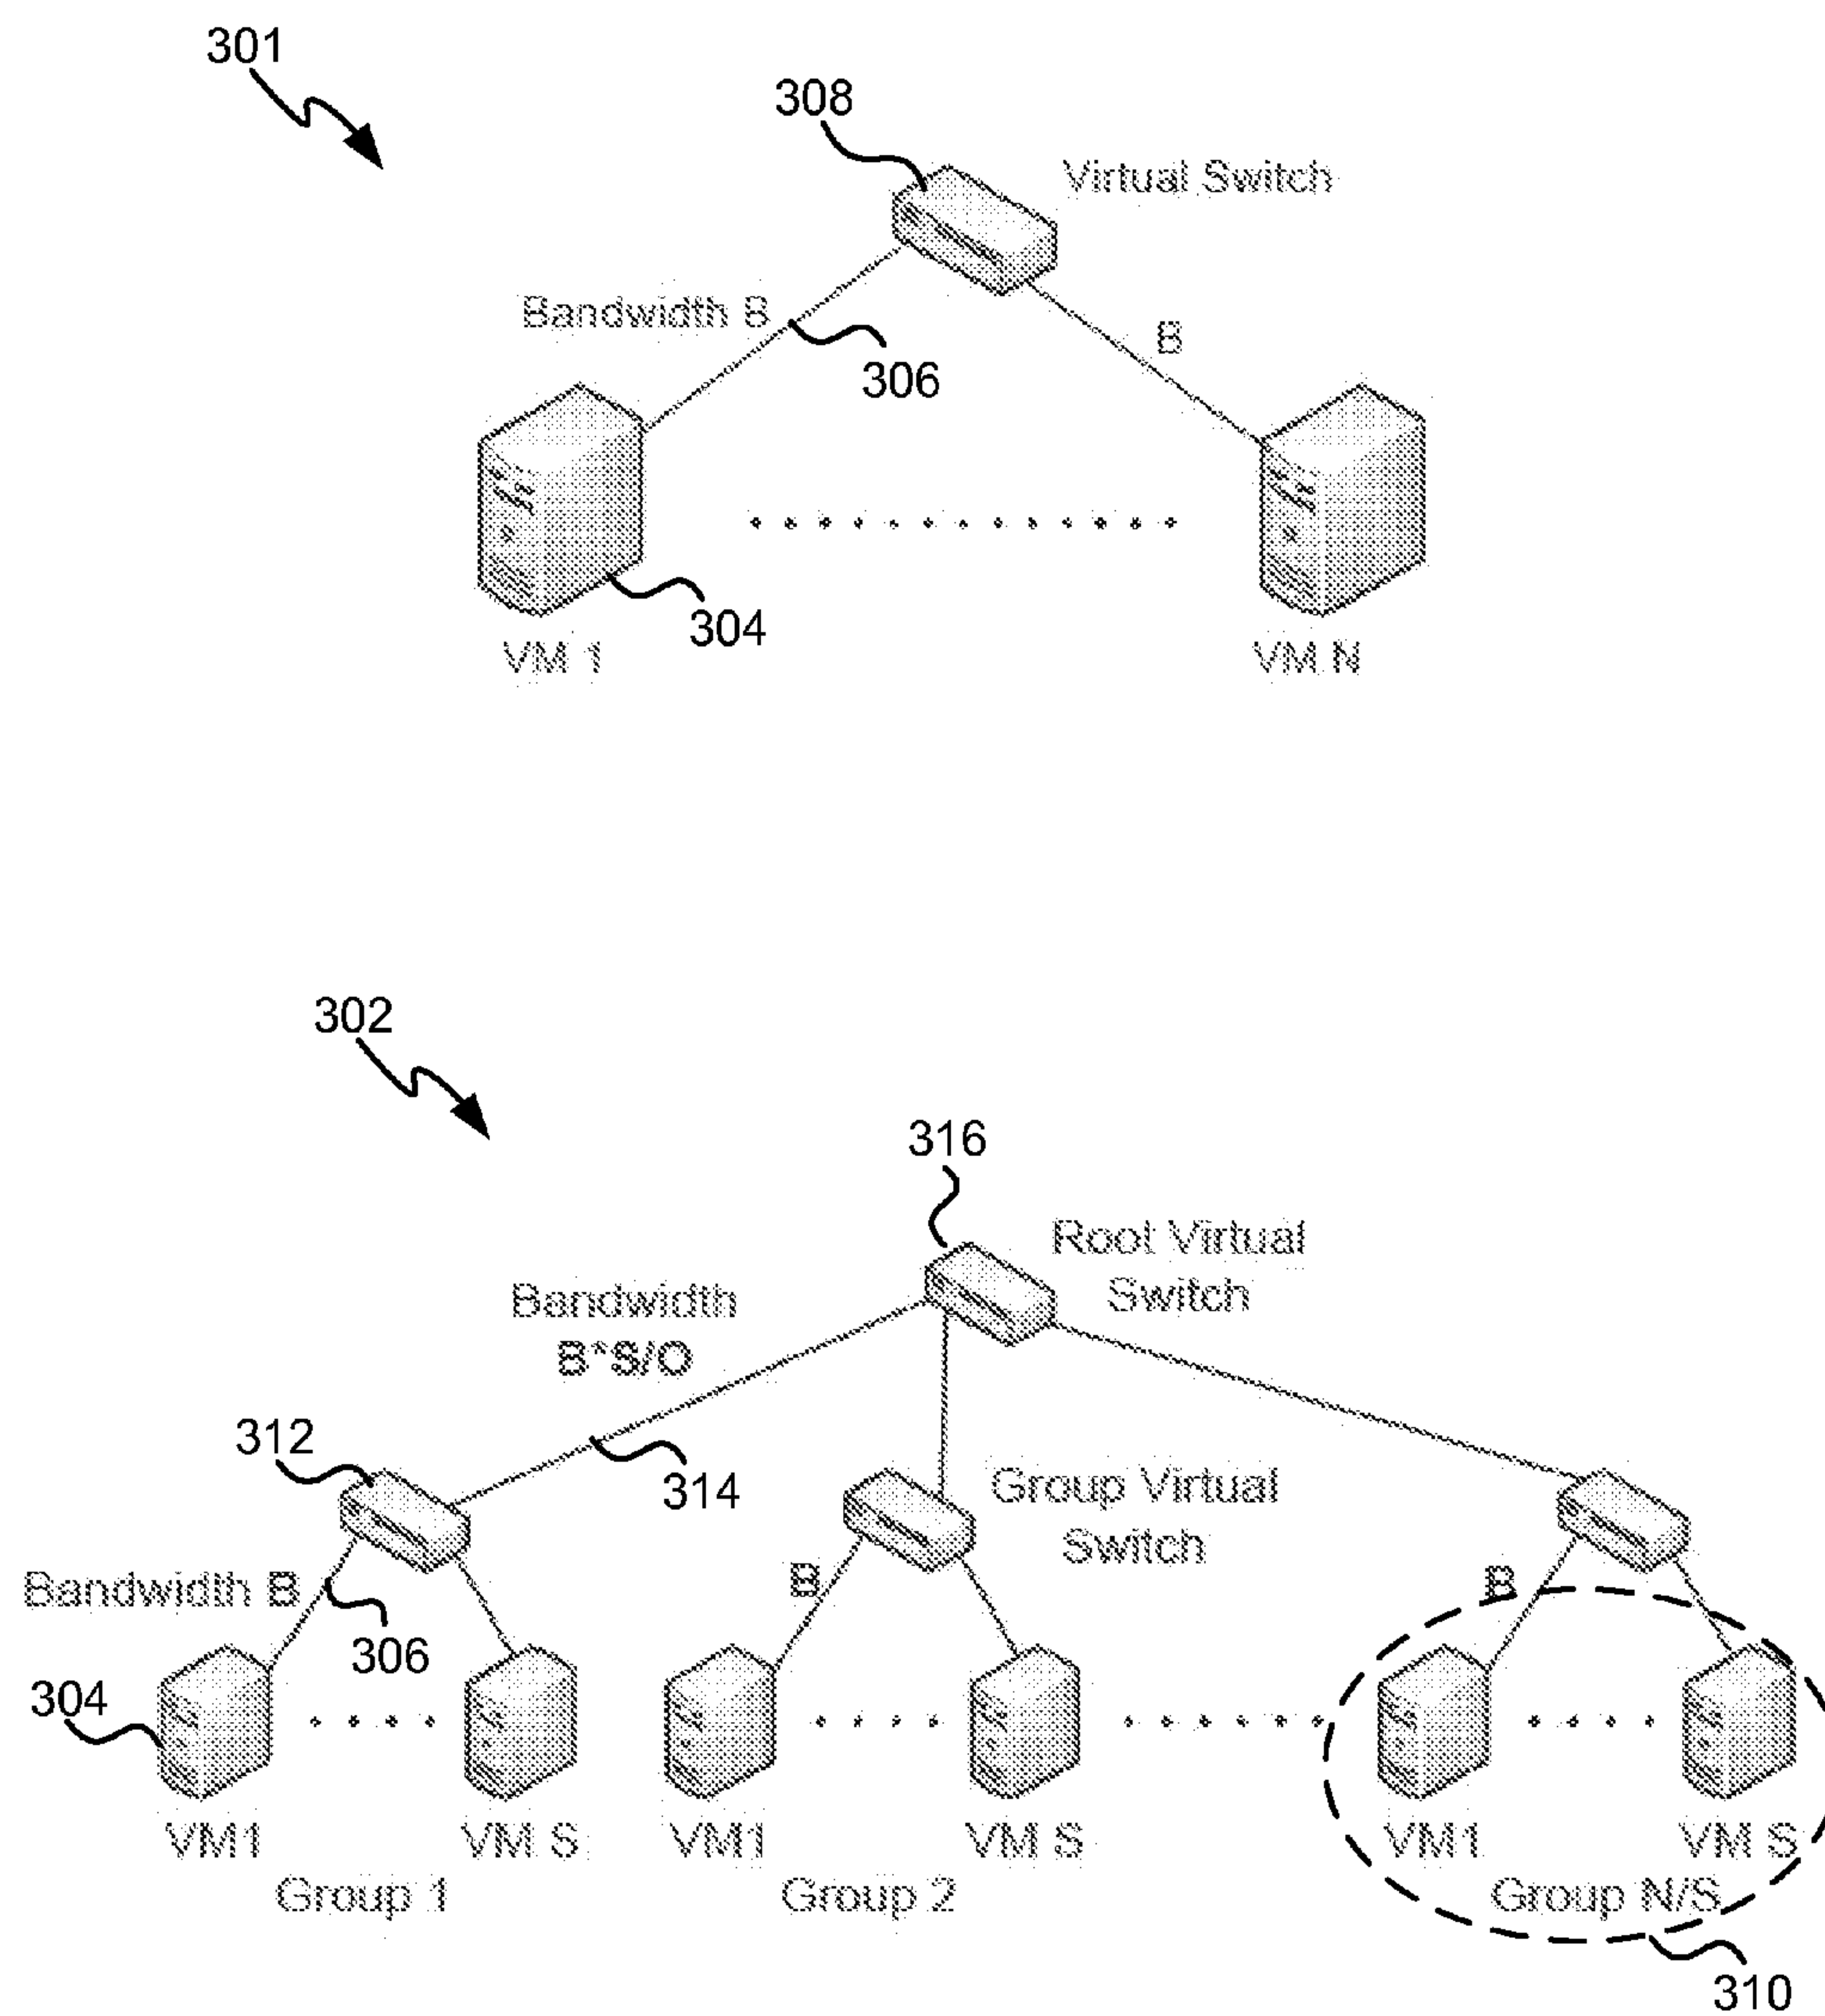 301
308
Virtual Switch
Bandwidth B
B
306
304
VM 1
VM N
302
316
Root Virtual
Switch
Bandwidth
B*S/O
312
314
Group Virtual
Switch
Bandwidth B
B
B
306
304
VM1
VM S
VM1
VM S
VM1
VM S
Group 1
Group 2
Group N/S
310